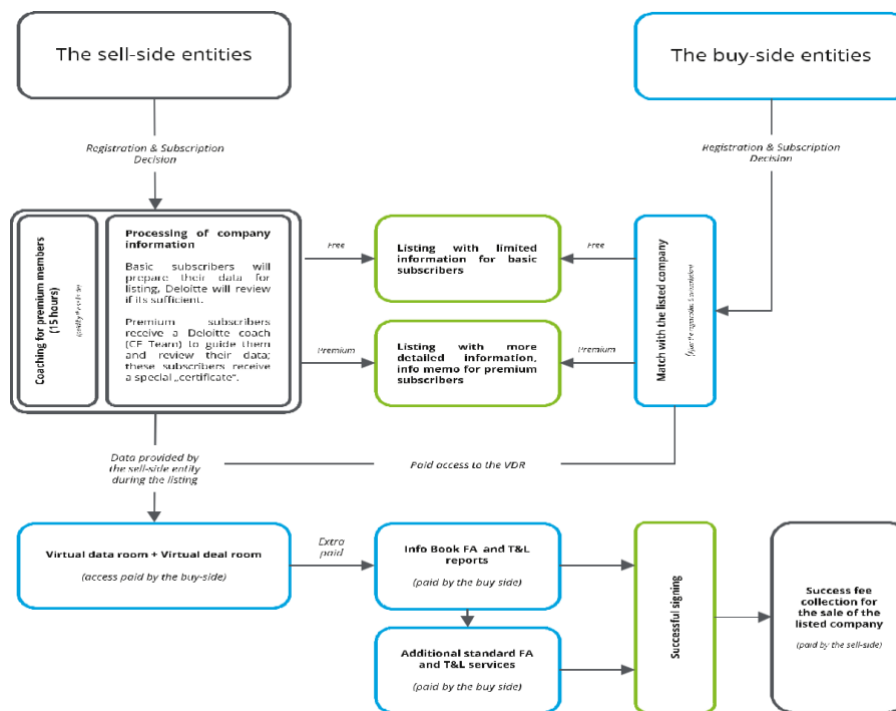 The sell-side entities
The buy-side entities
Registration & Subscription
Decision
Registration & Subscription
Decision
Coaching for premium members
(15 hours)
Processing of company
information
Basic subscribers will
prepare their data for
listing, Deloitte will review
if its sufficient.
Premium subscribers
receive a Deloitte coach
(CF Team) to guide them
and review their data;
these subscribers receive
a special „certificate“.
Free
Listing with limited
information for basic
subscribers
Free
Premium
Listing with more
detailed information,
info memo for premium
subscribers
Premium
Match with the listed company
Data provided by
the sell-side entity
during the listing
Paid access to the VDR
Virtual data room + Virtual deal room
(access paid by the buy-side)
Extra
paid
Info Book FA and T&L
reports
(paid by the buy side)
Additional standard FA
and T&L services
(paid by the buy side)
Successful signing
Success fee
collection for
the sale of the
listed company
(paid by the sell-side)